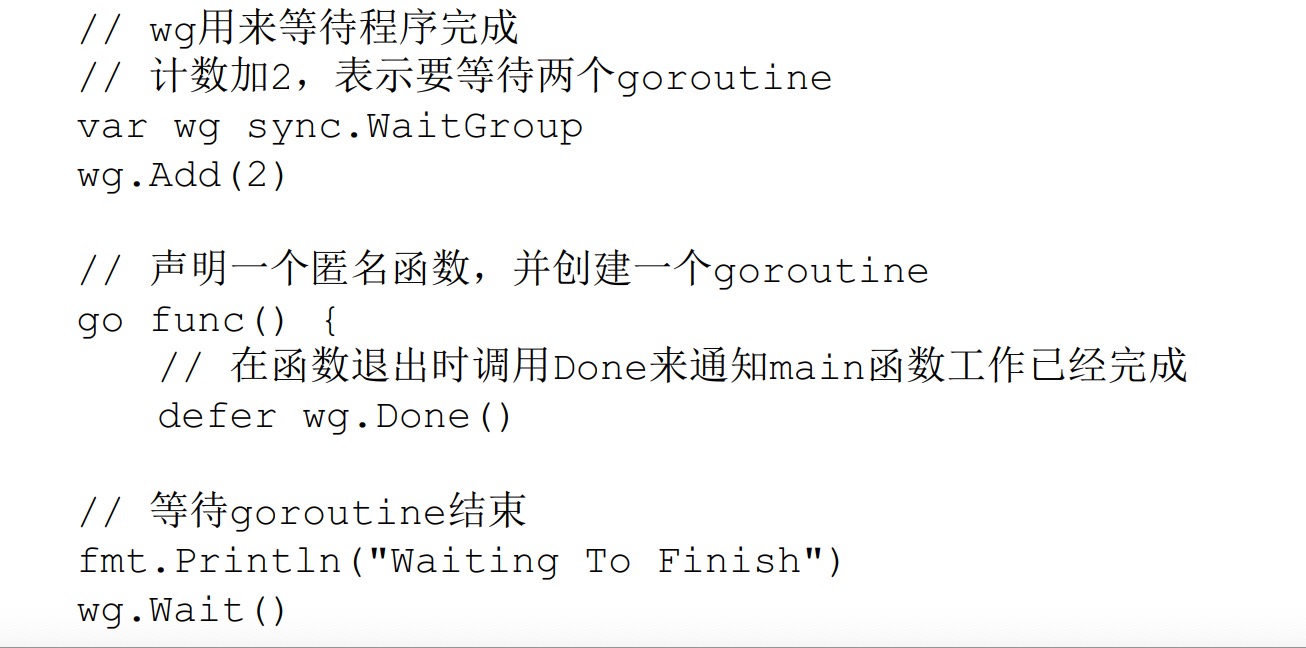 // wg用来等待程序完成
// 计数加2，表示要等待两个goroutine
var wg sync.WaitGroup
wg.Add(2)
// 声明一个匿名函数，并创建一个goroutine
go func() {
// 在函数退出时调用Done来通知main函数工作已经完成
defer wg.Done()
// 等待goroutine结束
fmt.Println("Waiting To Finish")
wg.Wait()